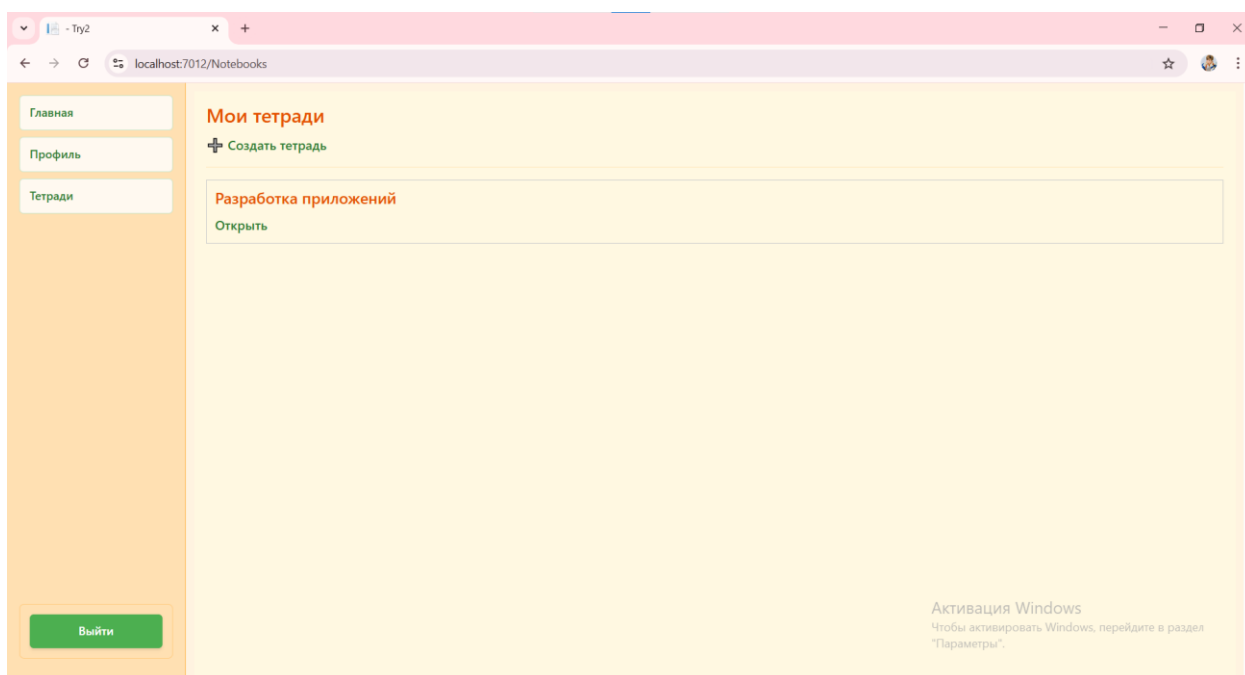 - Try2
localhost:7012/Notebooks
Главная
Профиль
Тетради
Выйти
Мои тетради
Создать тетрадь
Разработка приложений
Открыть
Активация Windows
Чтобы активировать Windows, перейдите в раздел
"Параметры".